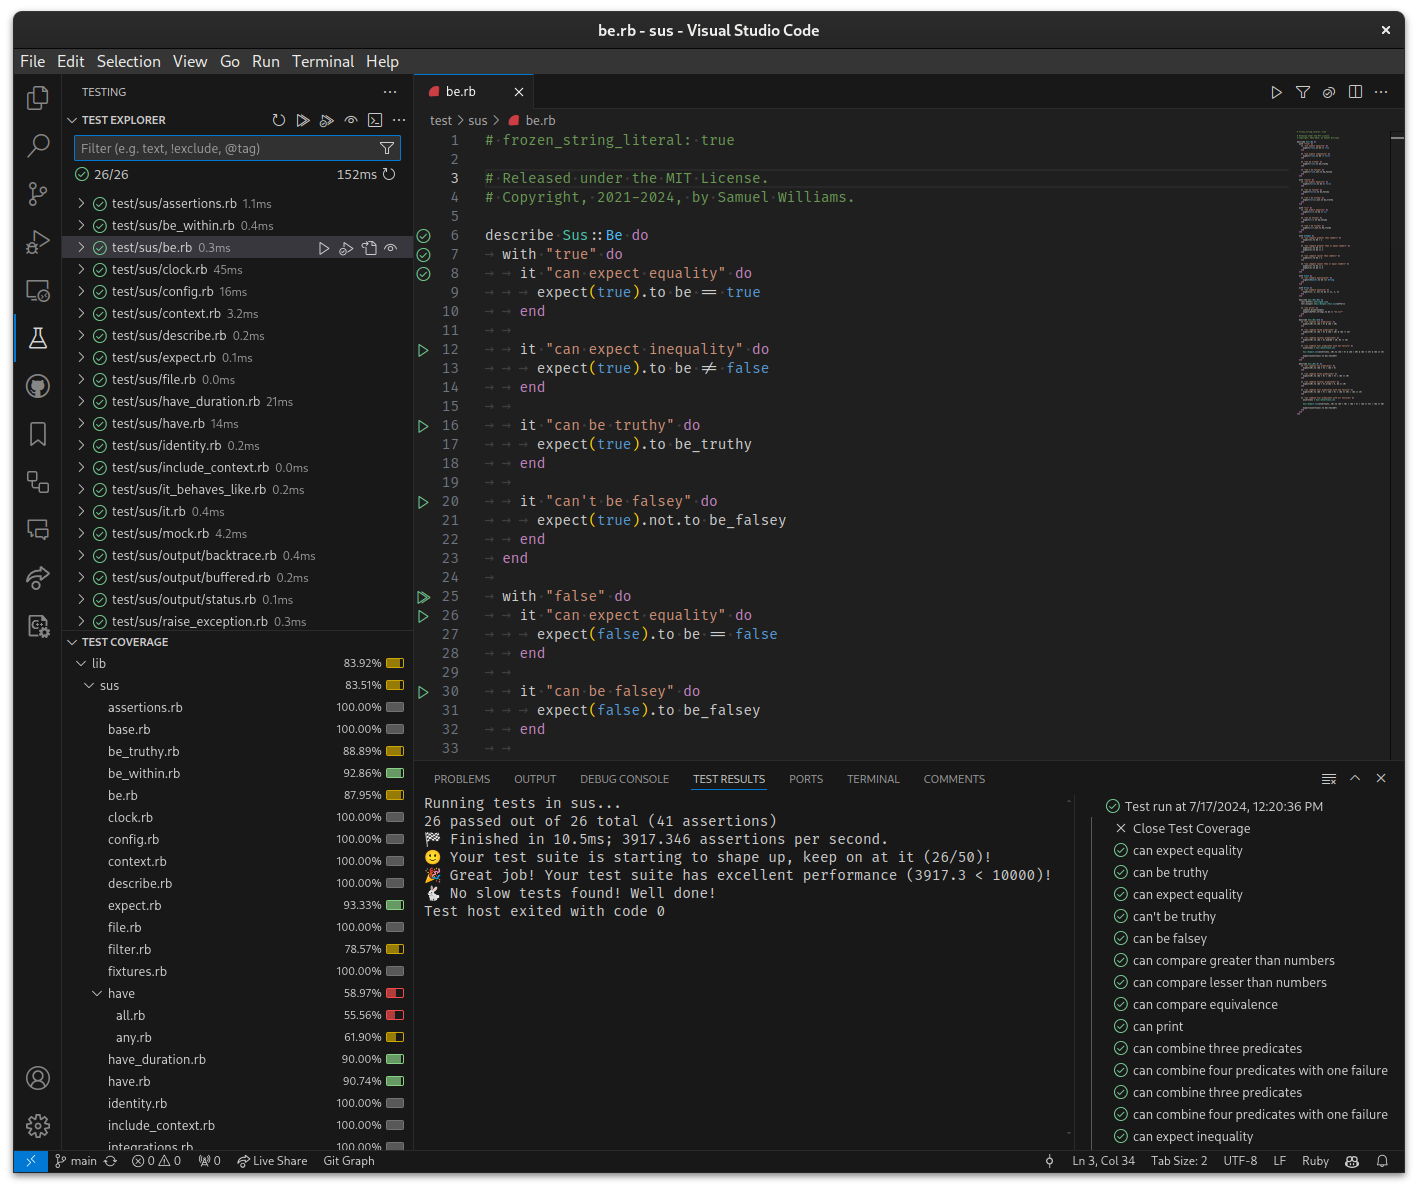 be.rb - sus - Visual Studio Code
File Edit Selection View Go Run Terminal Help
TESTING
TEST EXPLORER
Filter (e.g. text, !exclude, @tag)
26/26 152ms
test/sus/assertions.rb 1.1ms
test/sus/be_within.rb 0.4ms
test/sus/be.rb 0.3ms
test/sus/clock.rb 45ms
test/sus/config.rb 16ms
test/sus/context.rb 3.2ms
test/sus/describe.rb 0.2ms
test/sus/expect.rb 0.1ms
test/sus/file.rb 0.0ms
test/sus/have_duration.rb 21ms
test/sus/have.rb 14ms
test/sus/identity.rb 0.2ms
test/sus/include_context.rb 0.0ms
test/sus/it_behaves_like.rb 0.2ms
test/sus/it.rb 0.4ms
test/sus/mock.rb 4.2ms
test/sus/output/backtrace.rb 0.4ms
test/sus/output/buffered.rb 0.2ms
test/sus/output/status.rb 0.1ms
test/sus/raise_exception.rb 0.3ms
TEST COVERAGE
lib 83.92%
sus 83.51%
assertions.rb 100.00%
base.rb 100.00%
be_truthy.rb 88.89%
be_within.rb 92.86%
be.rb 87.95%
clock.rb 100.00%
config.rb 100.00%
context.rb 100.00%
describe.rb 100.00%
expect.rb 93.33%
file.rb 100.00%
filter.rb 78.57%
fixtures.rb 100.00%
have 58.97%
all.rb 55.56%
any.rb 61.90%
have_duration.rb 90.00%
have.rb 90.74%
identity.rb 100.00%
include_context.rb 100.00%
integrations.rb 100.00%
be.rb
test > sus > be.rb
1 # frozen_string_literal: true
2
3 # Released under the MIT License.
4 # Copyright, 2021-2024, by Samuel Williams.
5
6 describe Sus::Be do
7 with "true" do
8 it "can expect equality" do
9 expect(true).to be == true
10 end
11
12 it "can expect inequality" do
13 expect(true).to be != false
14 end
15
16 it "can be truthy" do
17 expect(true).to be_truthy
18 end
19
20 it "can't be falsey" do
21 expect(true).not.to be_falsey
22 end
23 end
24
25 with "false" do
26 it "can expect equality" do
27 expect(false).to be == false
28 end
29
30 it "can be falsey" do
31 expect(false).to be_falsey
32 end
33
PROBLEMS OUTPUT DEBUG CONSOLE TEST RESULTS PORTS TERMINAL COMMENTS
Running tests in sus...
26 passed out of 26 total (41 assertions)
🏁 Finished in 10.5ms; 3917.346 assertions per second.
🙂 Your test suite is starting to shape up, keep on at it (26/50)!
🎉 Great job! Your test suite has excellent performance (3917.3 < 10000)!
🐇 No slow tests found! Well done!
Test host exited with code 0
Test run at 7/17/2024, 12:20:36 PM
Close Test Coverage
can expect equality
can be truthy
can expect equality
can't be truthy
can be falsey
can compare greater than numbers
can compare lesser than numbers
can compare equivalence
can print
can combine three predicates
can combine four predicates with one failure
can combine three predicates
can combine four predicates with one failure
can expect inequality
main 0 0 0 Live Share Git Graph Ln 3, Col 34 Tab Size: 2 UTF-8 LF Ruby